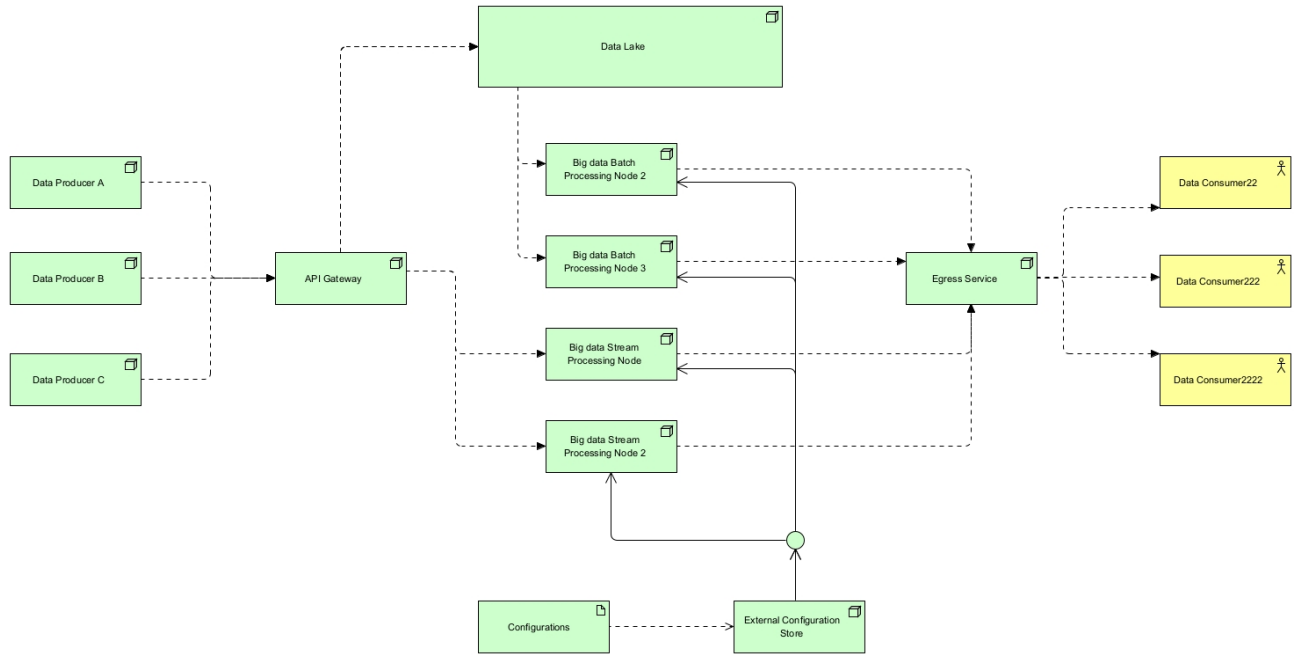 Data Lake
Big data Batch
Processing Node 2
Data Producer A
Data Consumer22
Big data Batch
Processing Node 3
Data Producer B
API Gateway
Egress Service
Data Consumer222
Big data Stream
Processing Node
Data Producer C
Data Consumer2222
Big data Stream
Processing Node 2
Configurations
External Configuration
Store